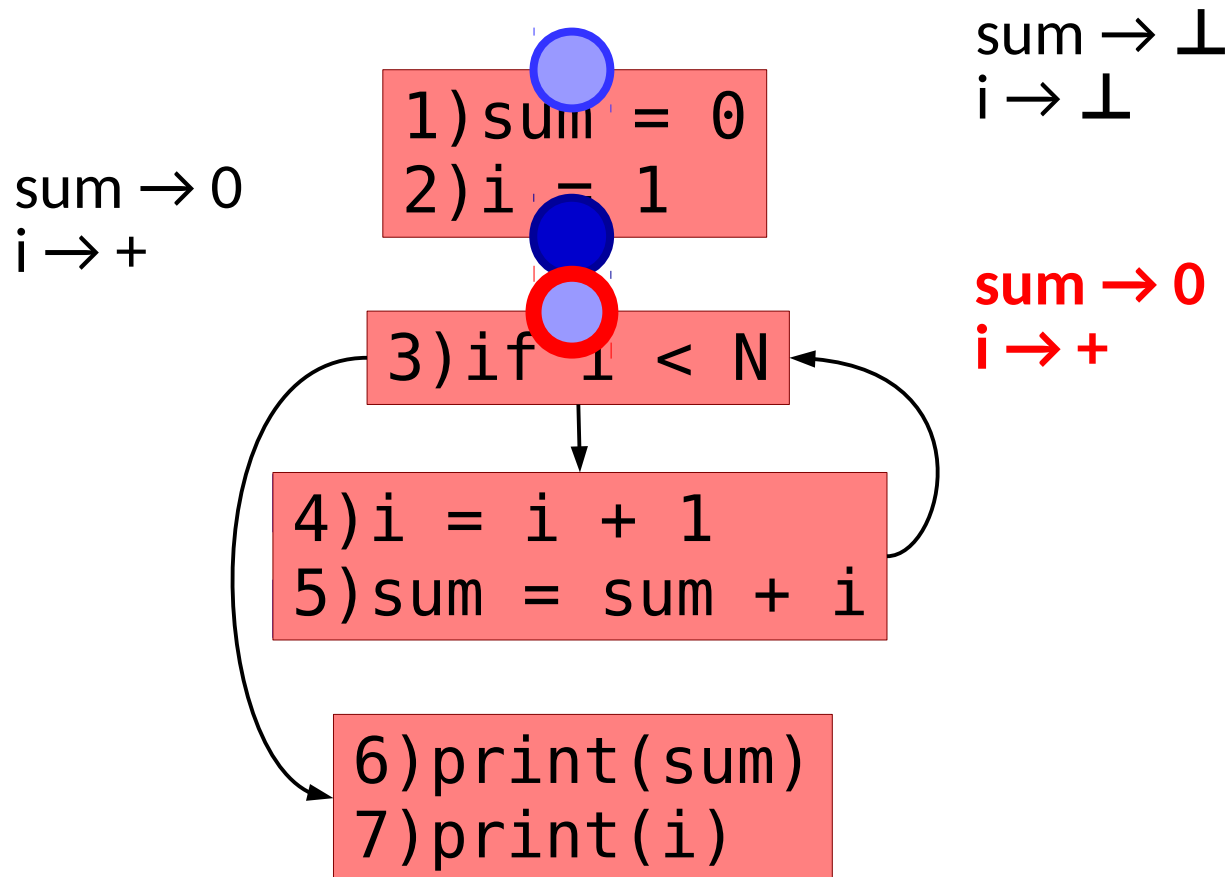 sum → ⊥
i → ⊥
1)sum = 0
2)i = 1
sum → 0
i → +
sum → 0
i → +
3)if i < N
4)i = i + 1
5)sum = sum + i
6)print(sum)
7)print(i)